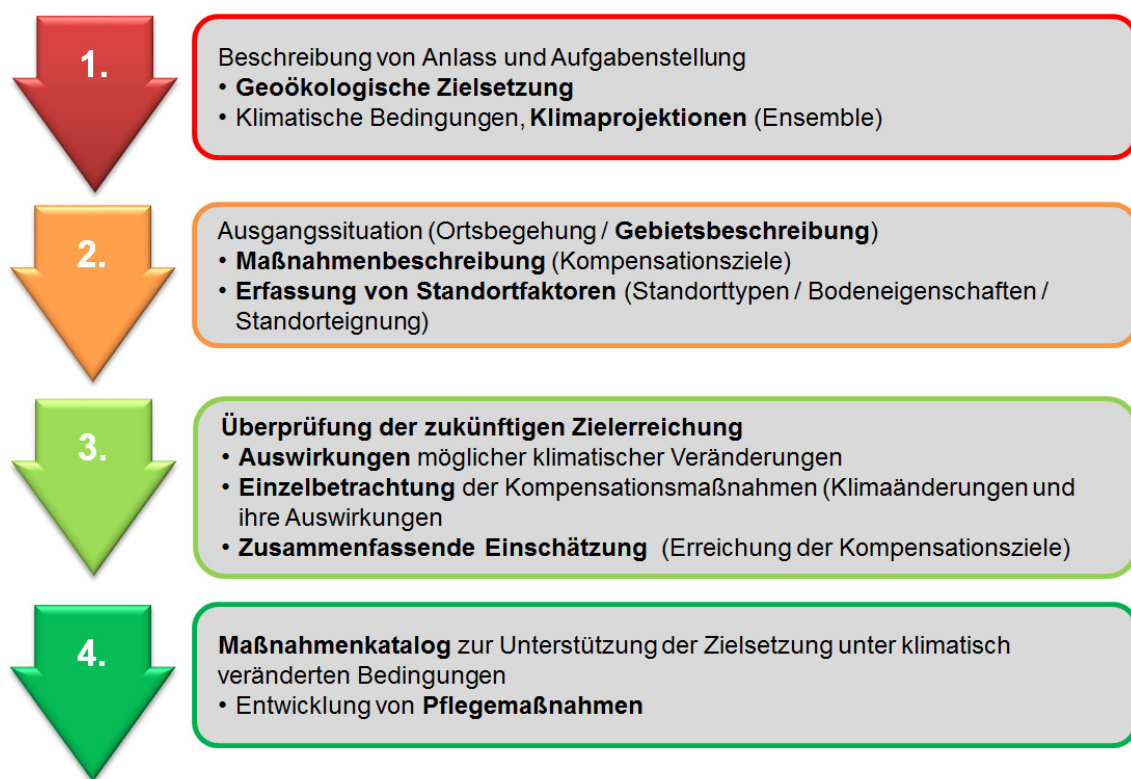 1.
Beschreibung von Anlass und Aufgabenstellung
• Geoökologische Zielsetzung
• Klimatische Bedingungen, Klimaprojektionen (Ensemble)
2.
Ausgangssituation (Ortsbegehung / Gebietsbeschreibung)
• Maßnahmenbeschreibung (Kompensationsziele)
• Erfassung von Standortfaktoren (Standorttypen / Bodeneigenschaften /
Standorteignung)
3.
Überprüfung der zukünftigen Zielerreichung
• Auswirkungen möglicher klimatischer Veränderungen
• Einzelbetrachtung der Kompensationsmaßnahmen (Klimaänderungen und
ihre Auswirkungen
• Zusammenfassende Einschätzung (Erreichung der Kompensationsziele)
4.
Maßnahmenkatalog zur Unterstützung der Zielsetzung unter klimatisch
veränderten Bedingungen
• Entwicklung von Pflegemaßnahmen